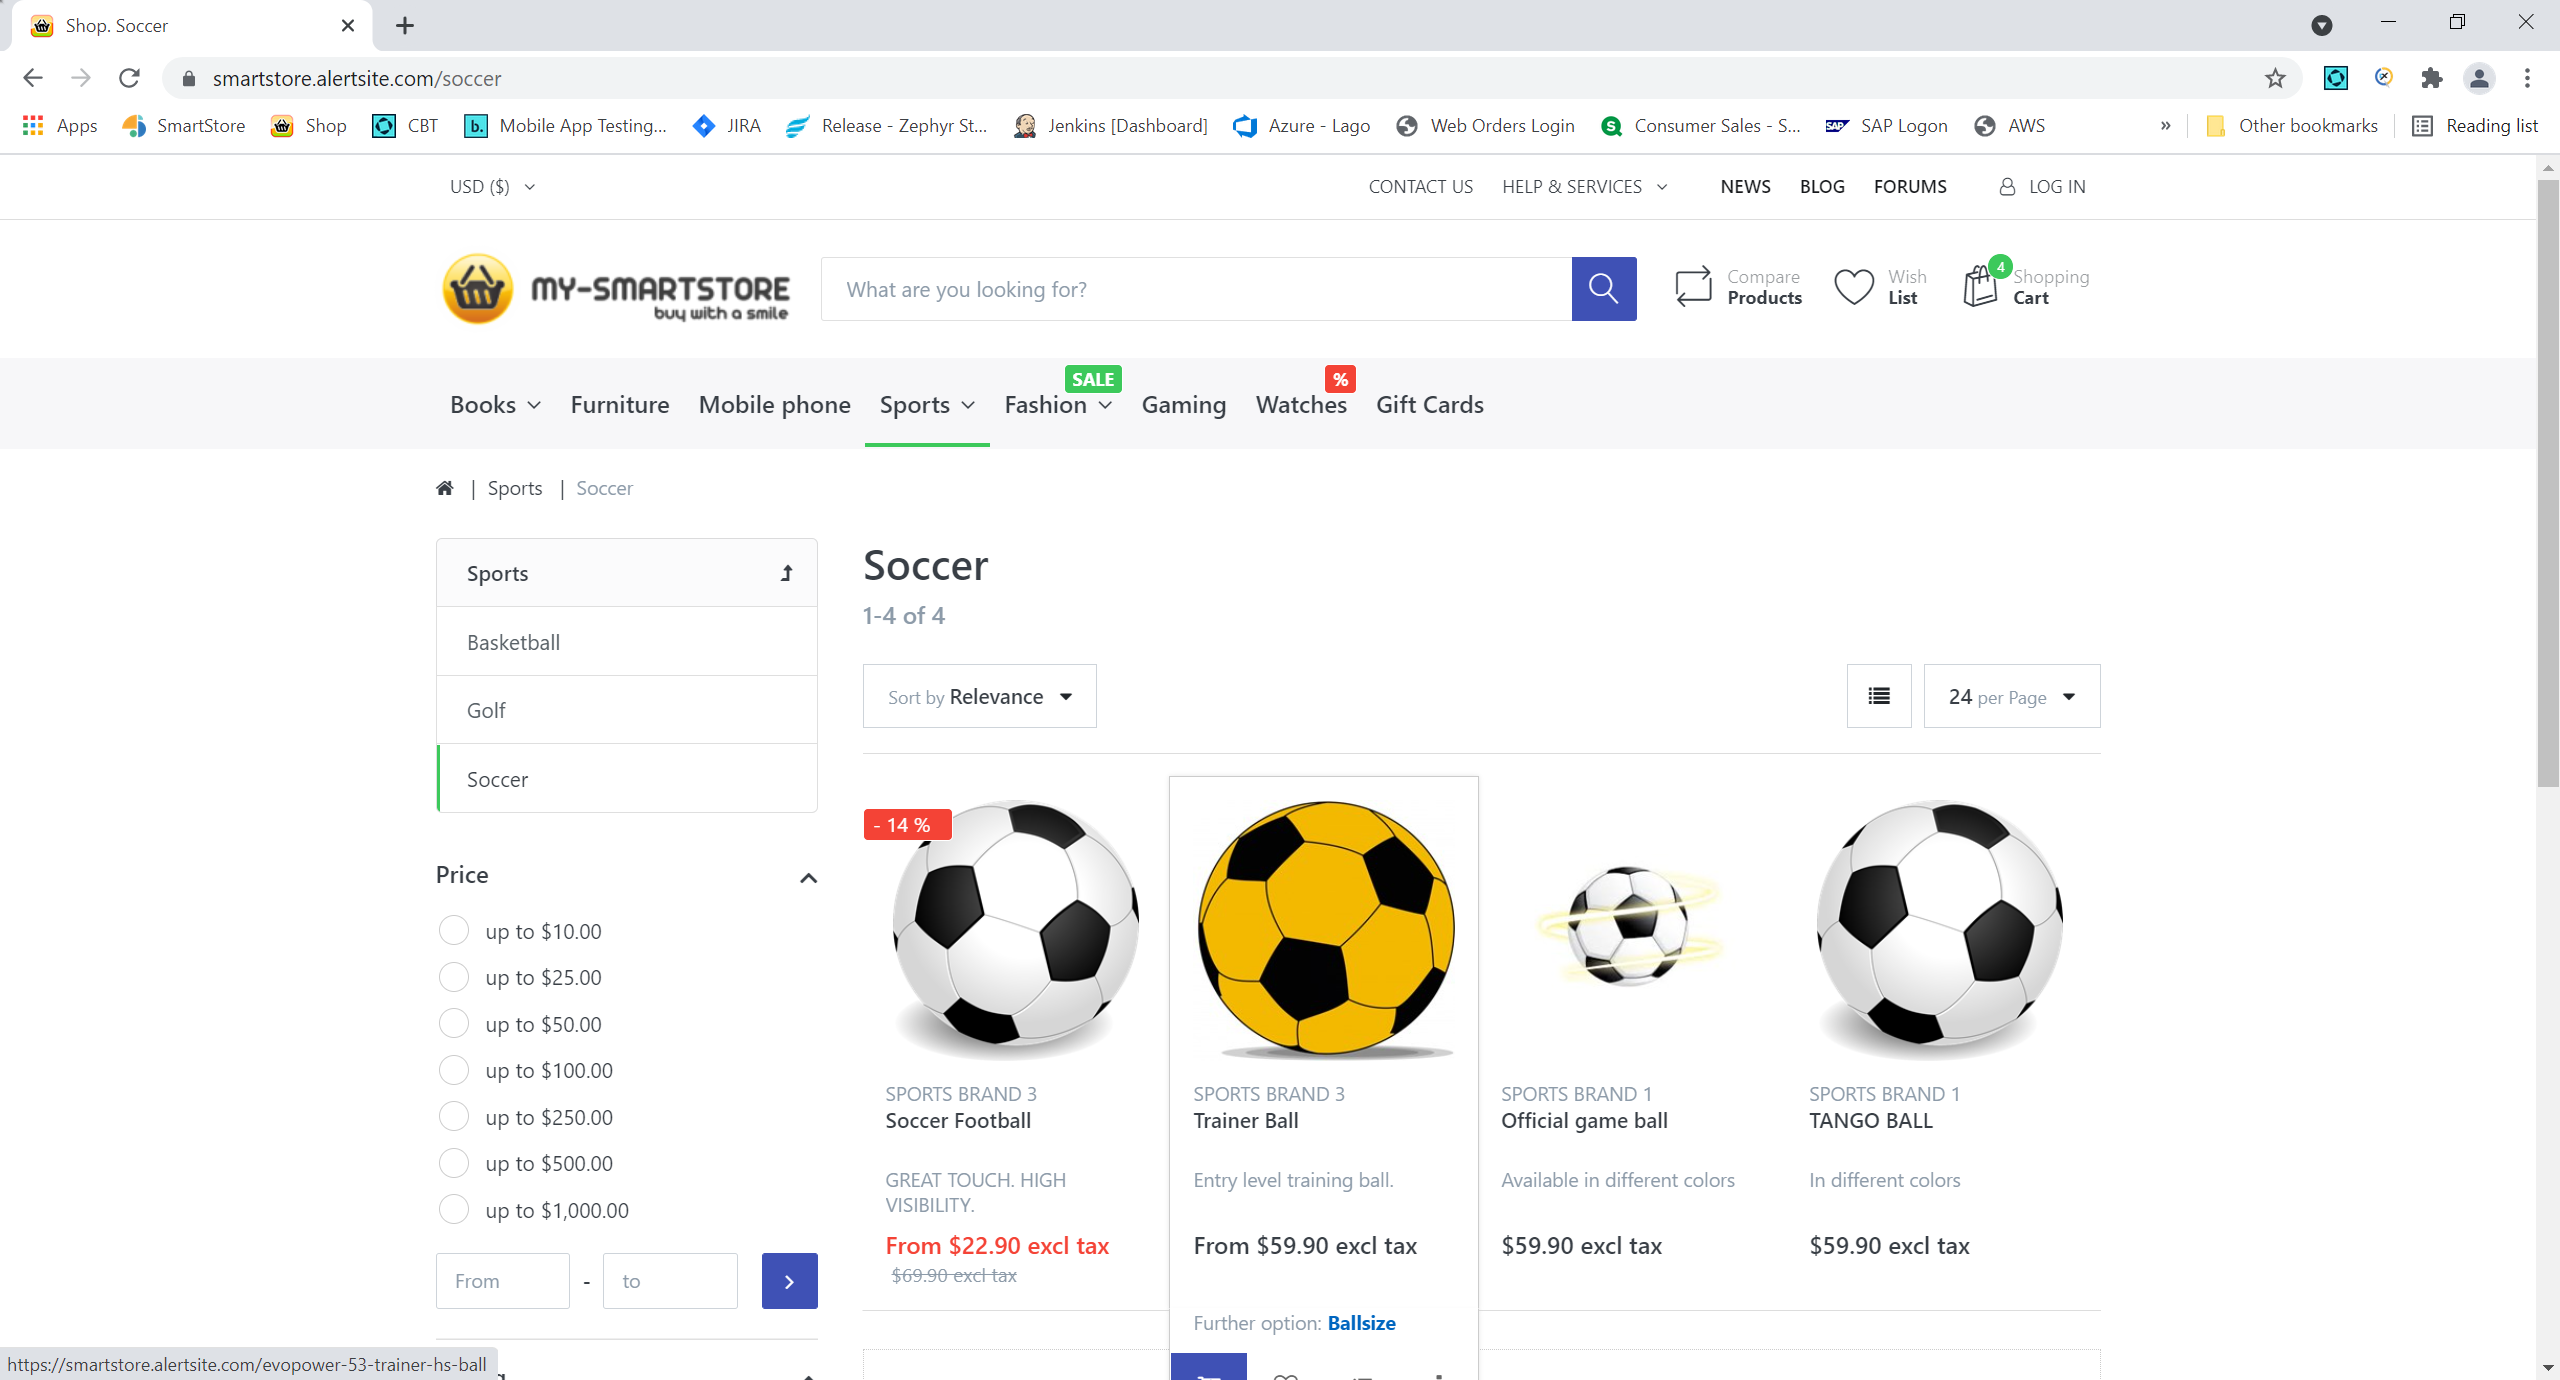 Shop. Soccer
smartstore.alertsite.com/soccer
Apps SmartStore Shop CBT Mobile App Testing... JIRA Release - Zephyr St... Jenkins [Dashboard] Azure - Lago Web Orders Login Consumer Sales - S... SAP Logon AWS » Other bookmarks Reading list
USD ($) CONTACT US HELP & SERVICES NEWS BLOG FORUMS LOG IN
MY-SMARTSTORE
buy with a smile
What are you looking for?
Compare
Products
Wish
List
4
Shopping
Cart
SALE %
Books Furniture Mobile phone Sports Fashion Gaming Watches Gift Cards
| Sports | Soccer
Sports
Basketball
Golf
Soccer
Price
up to $10.00
up to $25.00
up to $50.00
up to $100.00
up to $250.00
up to $500.00
up to $1,000.00
From - to
Soccer
1-4 of 4
Sort by Relevance 24 per Page
- 14 %
SPORTS BRAND 3
Soccer Football
GREAT TOUCH. HIGH
VISIBILITY.
From $22.90 excl tax
$69.90 excl tax
SPORTS BRAND 3
Trainer Ball
Entry level training ball.
From $59.90 excl tax
Further option: Ballsize
SPORTS BRAND 1
Official game ball
Available in different colors
$59.90 excl tax
SPORTS BRAND 1
TANGO BALL
In different colors
$59.90 excl tax
https://smartstore.alertsite.com/evopower-53-trainer-hs-ball